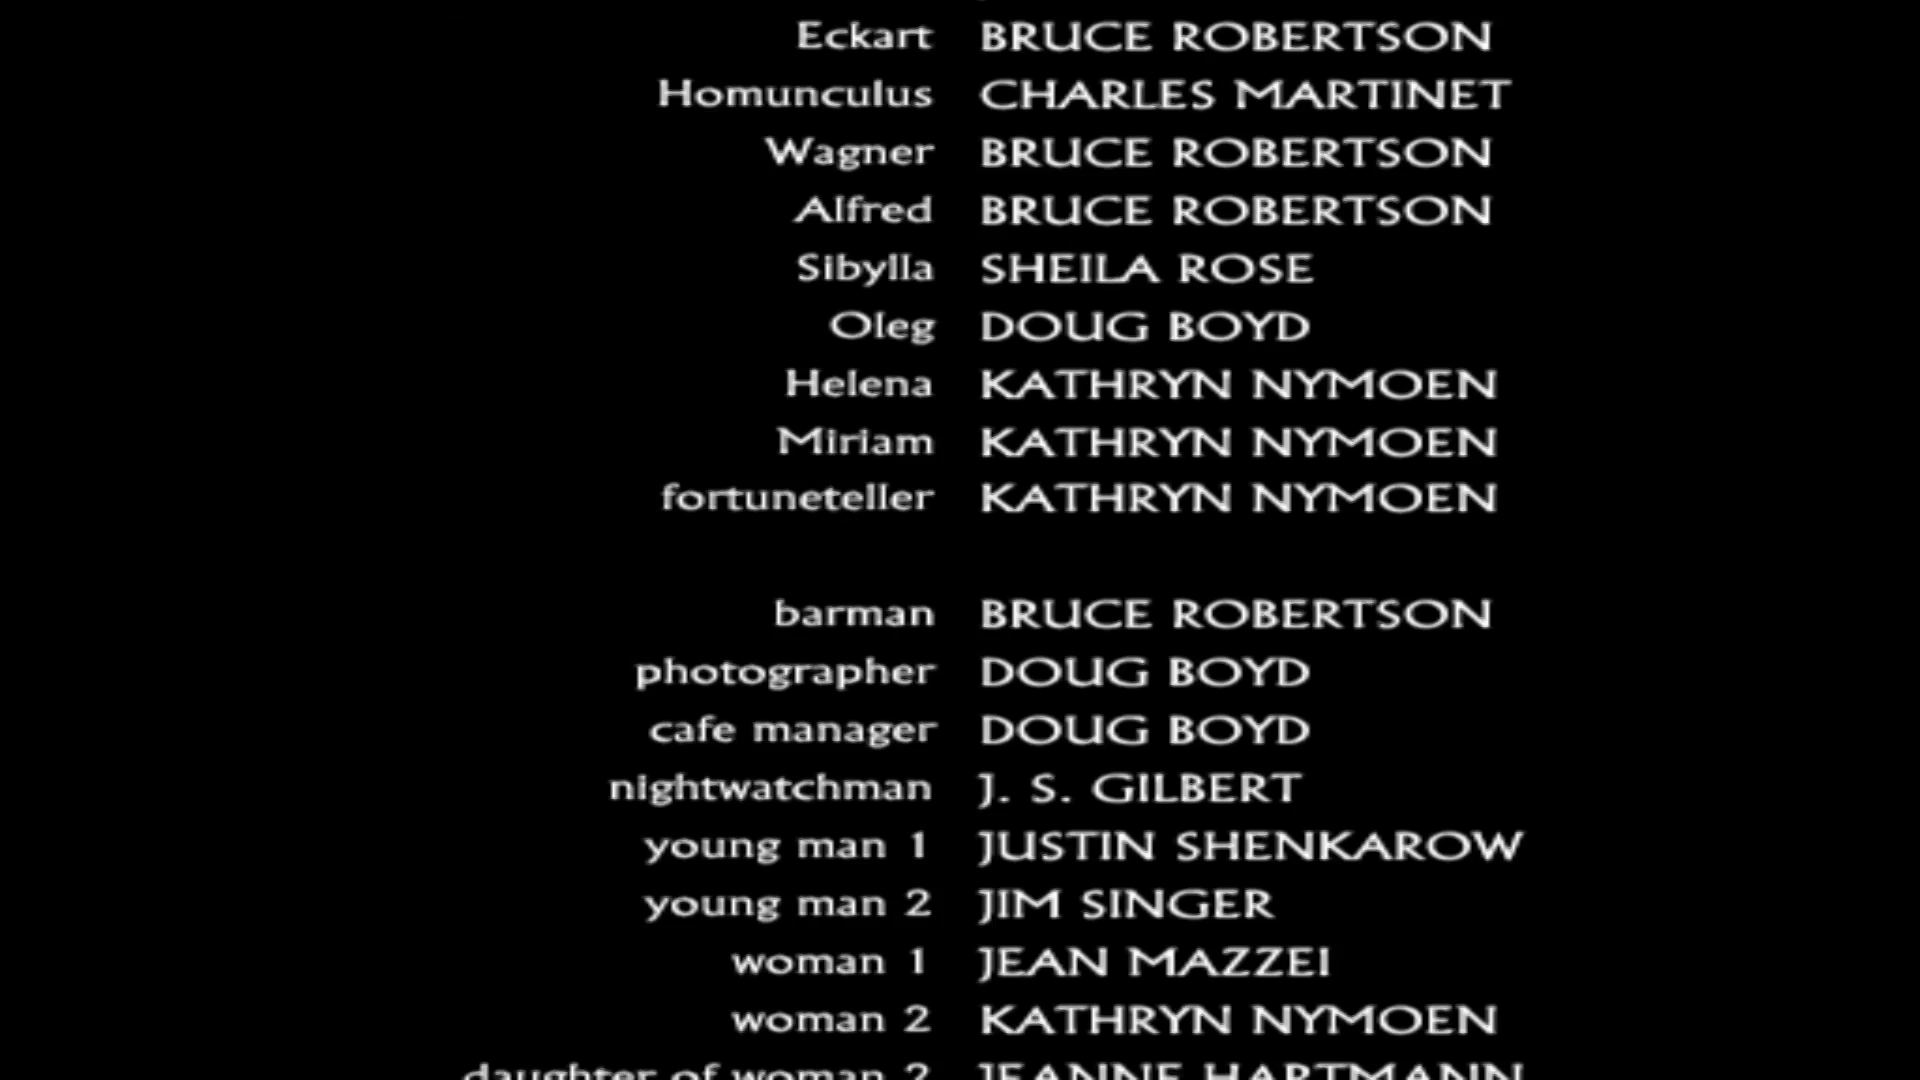 Eckart BRUCE ROBERTSON
Homunculus CHARLES MARTINET
Wagner BRUCE ROBERTSON
Alfred BRUCE ROBERTSON
Sibylla SHEILA ROSE
Oleg DOUG BOYD
Helena KATHRYN NYMOEN
Miriam KATHRYN NYMOEN
fortuneteller KATHRYN NYMOEN
barman BRUCE ROBERTSON
photographer DOUG BOYD
cafe manager DOUG BOYD
nightwatchman J. S. GILBERT
young man 1 JUSTIN SHENKAROW
young man 2 JIM SINGER
woman 1 JEAN MAZZEI
woman 2 KATHRYN NYMOEN
daughter of woman 2 JEANNE HARTMANN